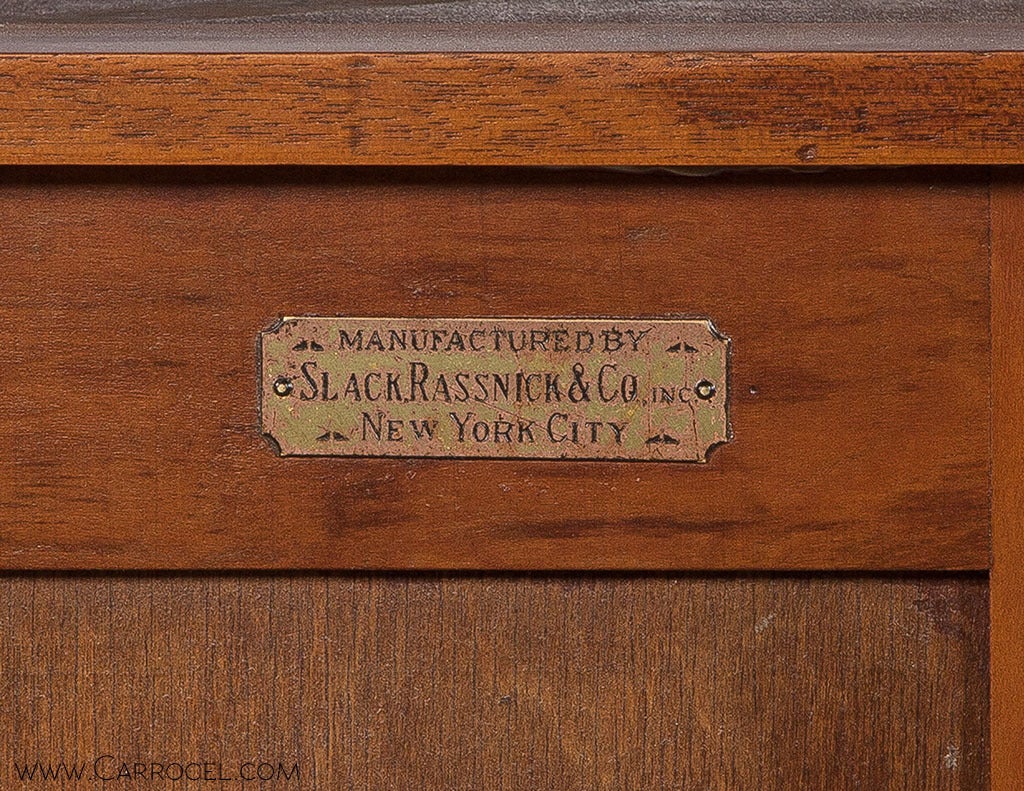 MANUFACTURED BY
SLACK, RASSNICK & CO., INC.
NEW YORK CITY
www.Carrocel.com